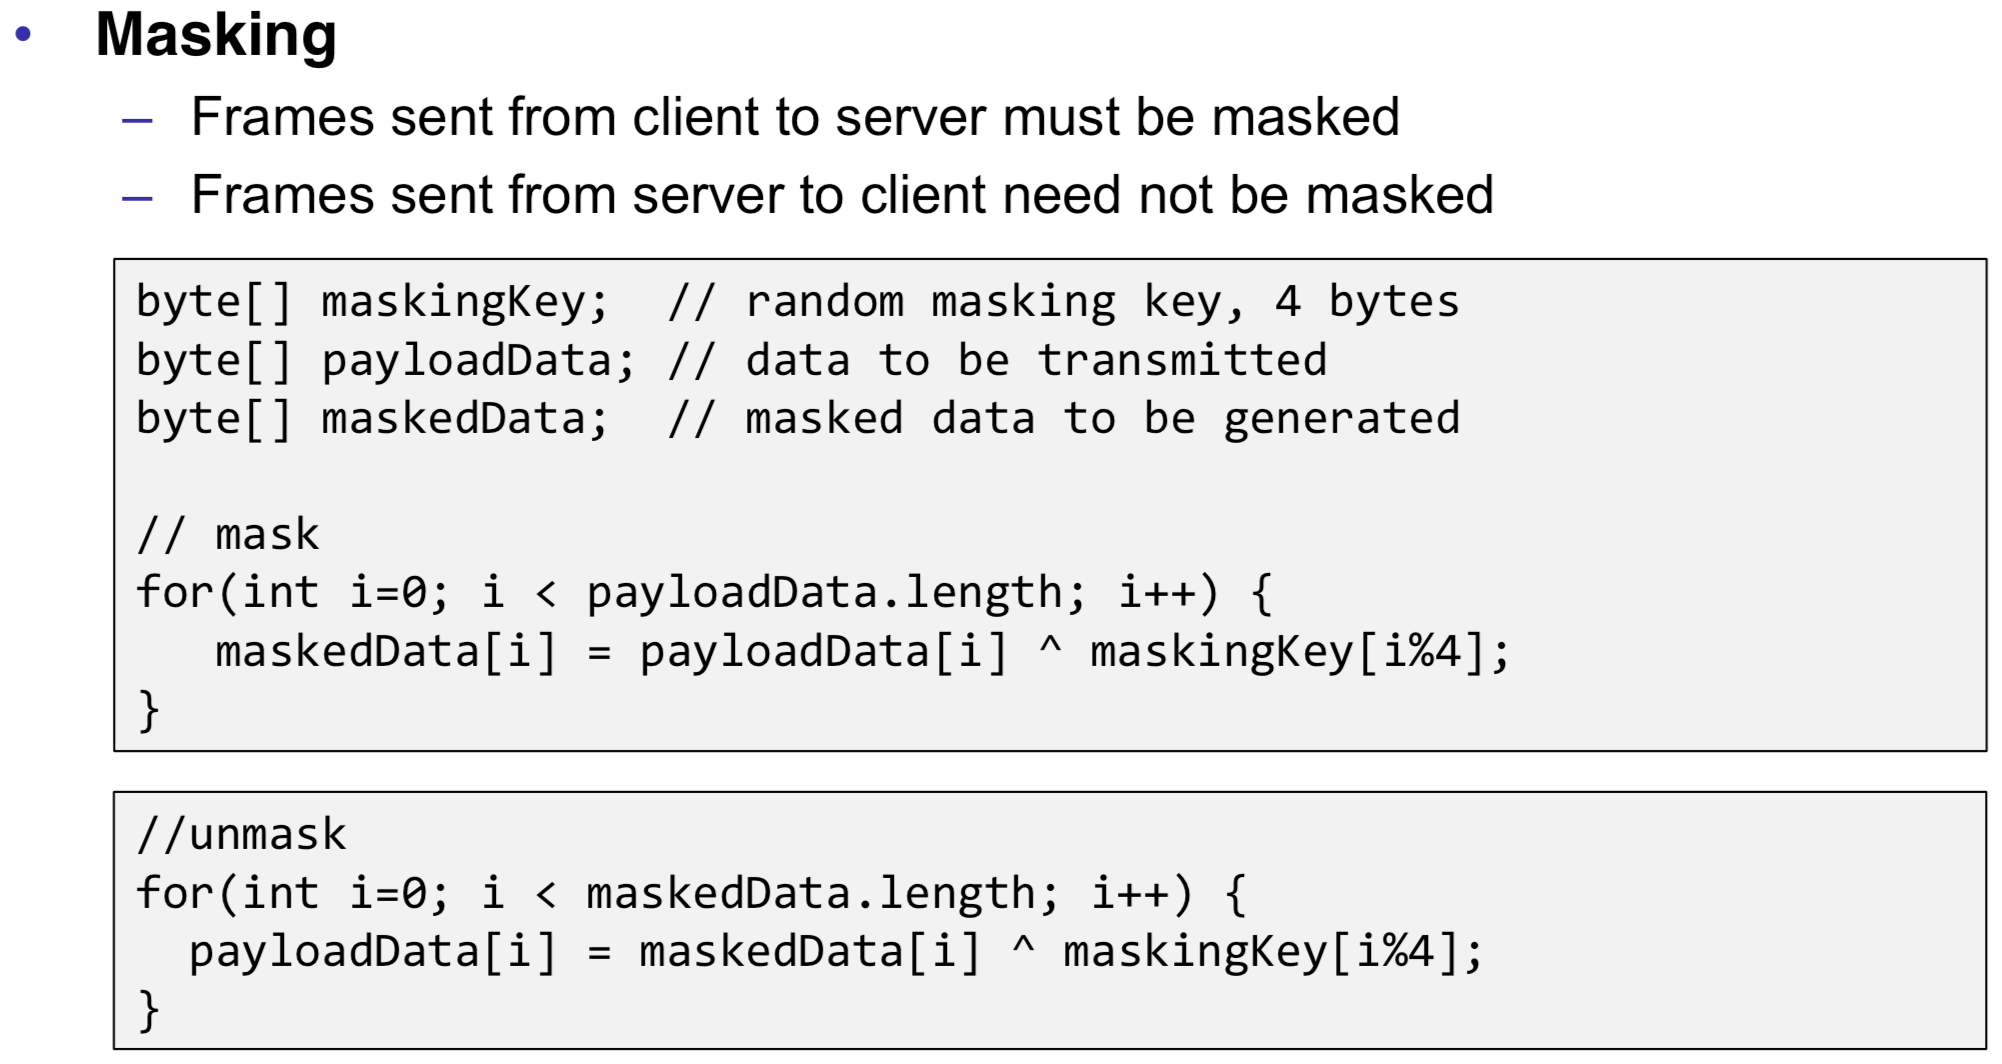 • Masking
– Frames sent from client to server must be masked
– Frames sent from server to client need not be masked
byte[] maskingKey;  // random masking key, 4 bytes
byte[] payloadData; // data to be transmitted
byte[] maskedData;  // masked data to be generated

// mask
for(int i=0; i < payloadData.length; i++) {
   maskedData[i] = payloadData[i] ^ maskingKey[i%4];
}
//unmask
for(int i=0; i < maskedData.length; i++) {
  payloadData[i] = maskedData[i] ^ maskingKey[i%4];
}